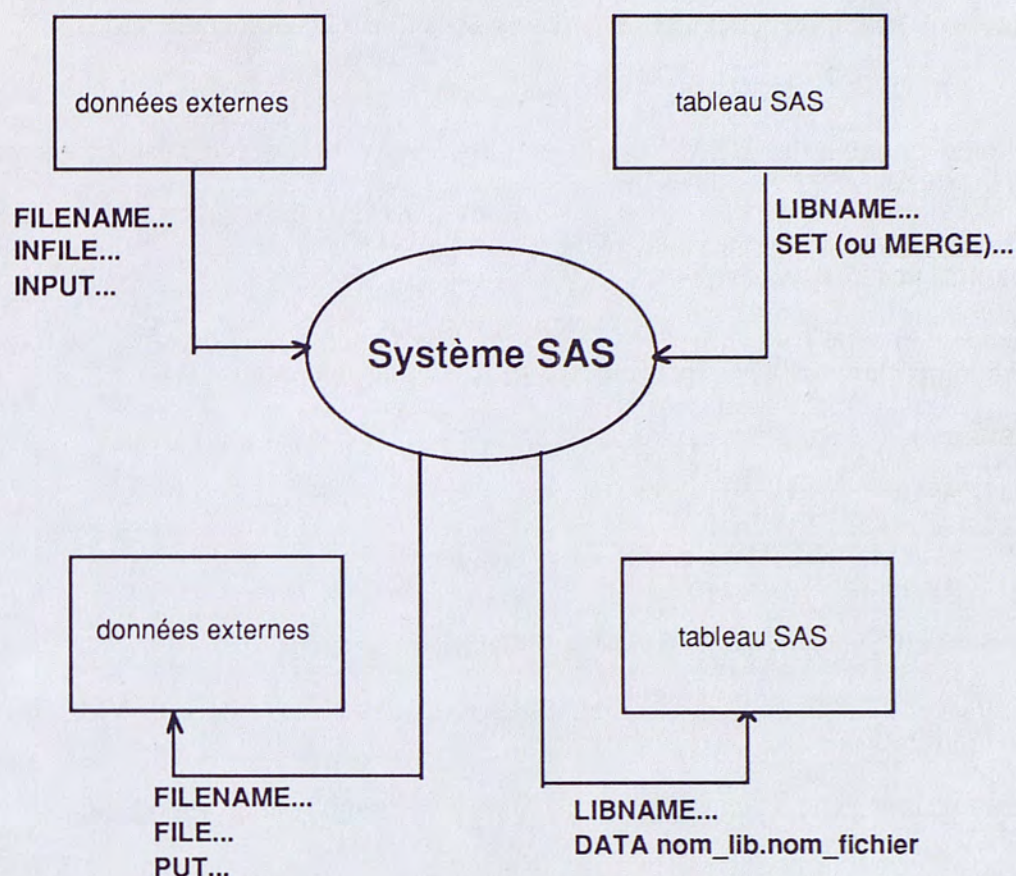 données externes
tableau SAS
FILENAME...
INFILE...
INPUT...
LIBNAME...
SET (ou MERGE)...
Système SAS
données externes
tableau SAS
FILENAME...
FILE...
PUT...
LIBNAME...
DATA nom_lib.nom_fichier